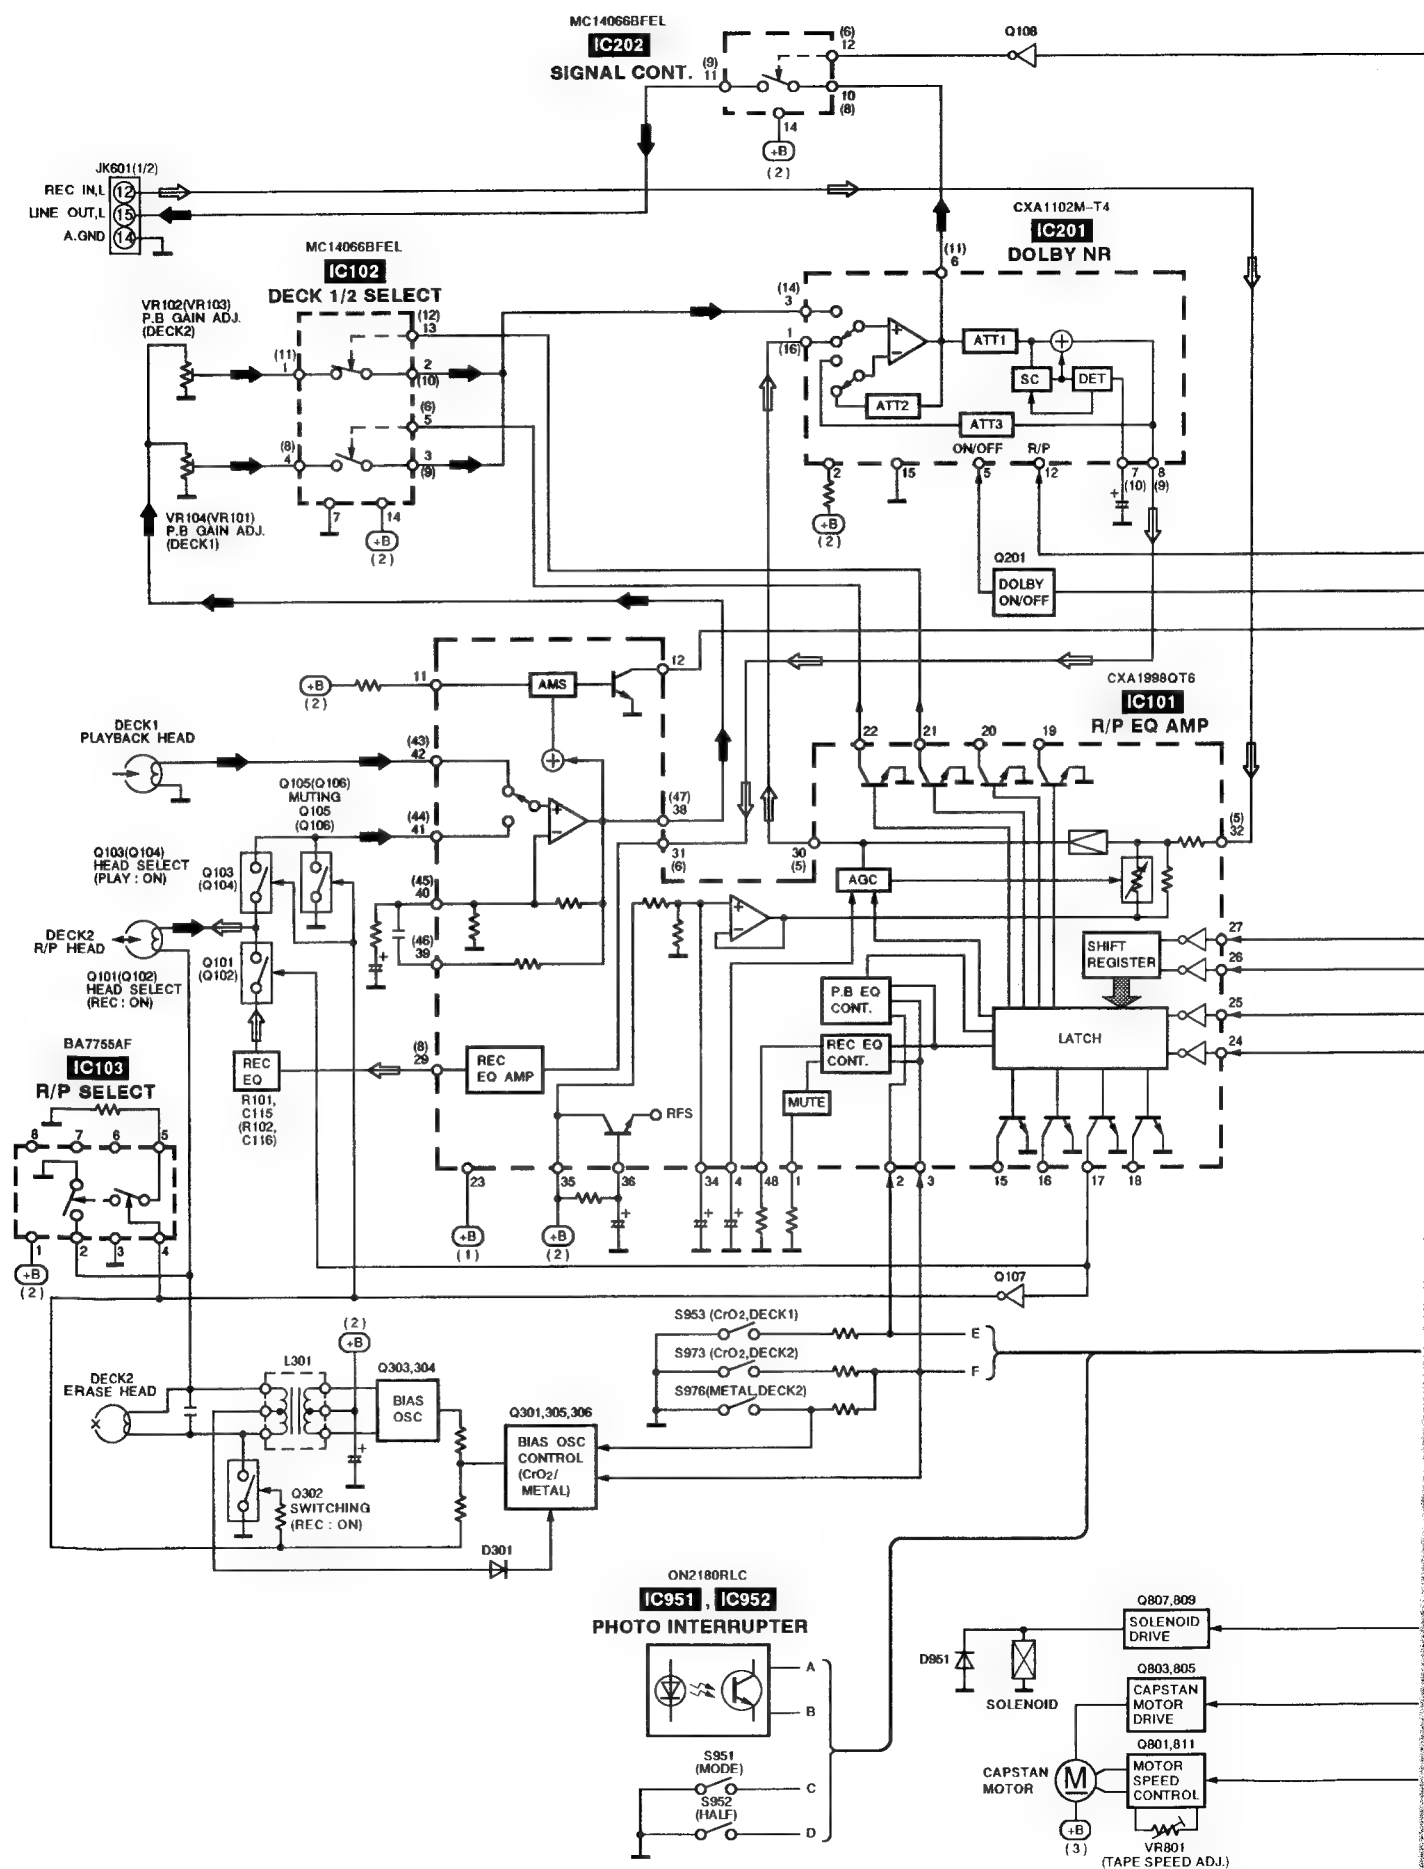 MC14066BFEL
IC202
SIGNAL CONT.
(9)
11
(6)
12
10
(8)
14
+B
(2)
Q108
JK601(1/2)
REC IN,L
12
LINE OUT,L
15
A.GND
14
MC14066BFEL
IC102
DECK 1/2 SELECT
VR102(VR103)
P.B GAIN ADJ.
(DECK2)
(11)
1
(12)
13
2
(10)
(6)
5
(8)
4
3
(9)
7
14
+B
(2)
VR104(VR101)
P.B GAIN ADJ.
(DECK1)
CXA1102M-T4
IC201
DOLBY NR
(11)
6
(14)
3
1
(16)
ATT1
SC
DET
ATT2
ATT3
ON/OFF
R/P
2
15
5
12
7
(10)
8
(9)
+
+B
(2)
Q201
DOLBY
ON/OFF
CXA1998QT6
IC101
R/P EQ AMP
+B
(2)
11
AMS
12
DECK1
PLAYBACK HEAD
(43)
42
(47)
38
31
(6)
Q105(Q106)
MUTING
Q105
(Q106)
(44)
41
Q103(Q104)
HEAD SELECT
(PLAY : ON)
Q103
(Q104)
(45)
40
(46)
39
DECK2
R/P HEAD
Q101
(Q102)
Q101(Q102)
HEAD SELECT
(REC : ON)
22
21
20
19
30
(5)
(5)
32
AGC
27
26
25
24
SHIFT
REGISTER
P.B EQ
CONT.
REC EQ
CONT.
MUTE
LATCH
BA7755AF
IC103
R/P SELECT
REC
EQ
R101,
C115
(R102,
C116)
(8)
29
REC
EQ AMP
RFS
8
7
6
5
1
2
3
4
+B
(2)
23
35
36
34
4
48
1
2
3
15
16
17
18
+B
(1)
+B
(2)
Q107
S953 (CrO2,DECK1)
E
S973 (CrO2,DECK2)
F
S976(METAL,DECK2)
(2)
+B
L301
Q303,304
BIAS
OSC
DECK2
ERASE HEAD
Q301,305,306
BIAS OSC
CONTROL
(CrO2/
METAL)
Q302
SWITCHING
(REC : ON)
D301
ON2180RLC
IC951 , IC952
PHOTO INTERRUPTER
A
B
S951
(MODE)
C
S952
(HALF)
D
Q807,809
SOLENOID
DRIVE
D951
SOLENOID
Q803,805
CAPSTAN
MOTOR
DRIVE
Q801,811
MOTOR
SPEED
CONTROL
CAPSTAN
MOTOR
M
+B
(3)
VR801
(TAPE SPEED ADJ.)